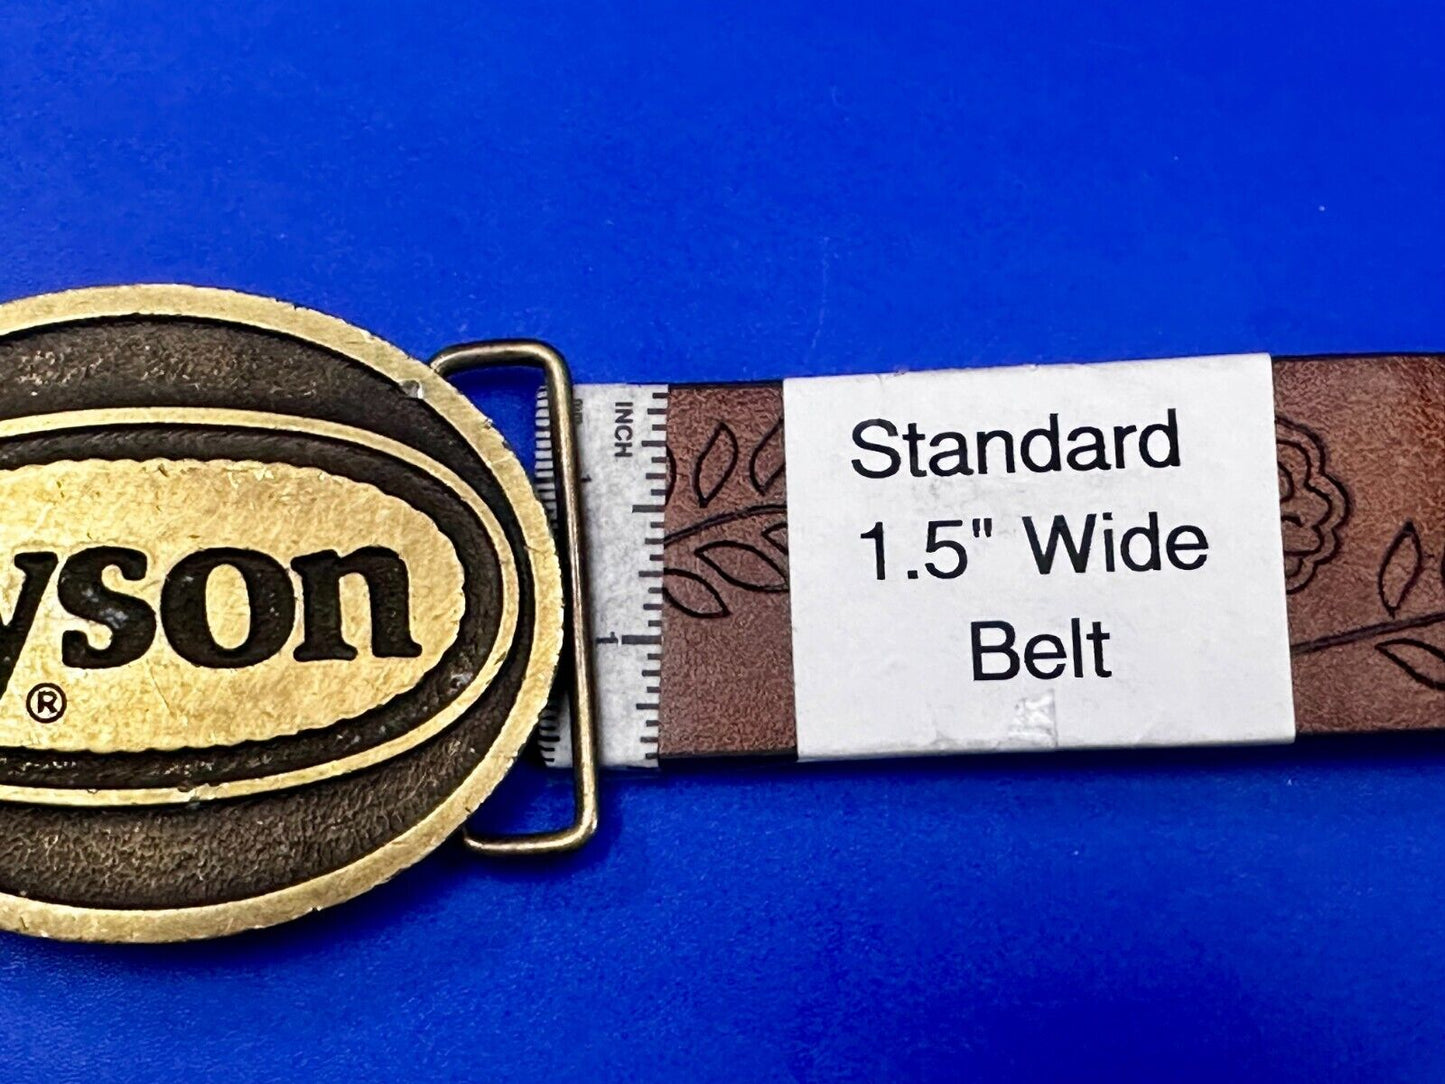 yson
®
INCH
1
Standard
1.5" Wide
Belt